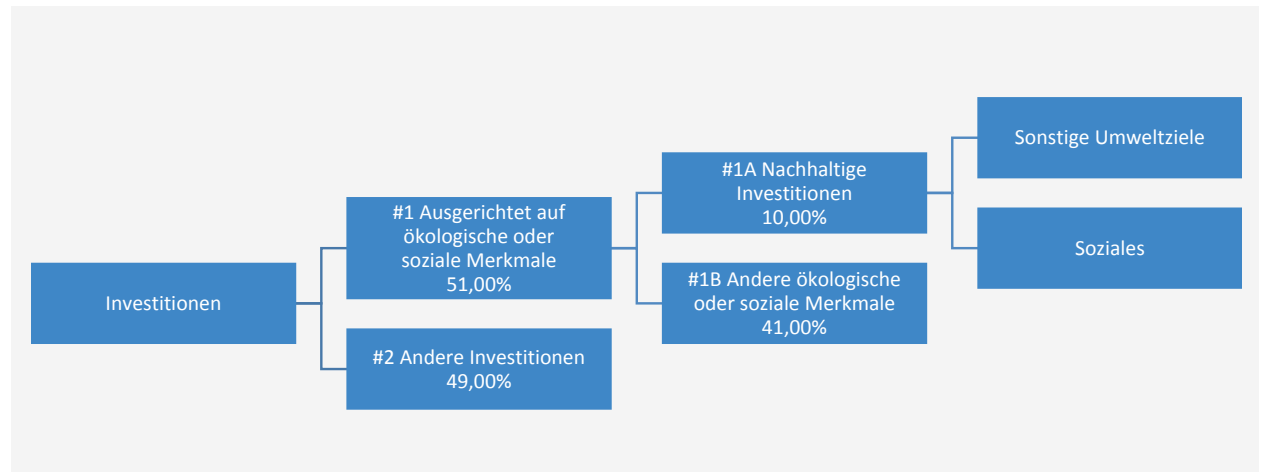 Investitionen
#1 Ausgerichtet auf
ökologische oder
soziale Merkmale
51,00%
#2 Andere Investitionen
49,00%
#1A Nachhaltige
Investitionen
10,00%
#1B Andere ökologische
oder soziale Merkmale
41,00%
Sonstige Umweltziele
Soziales